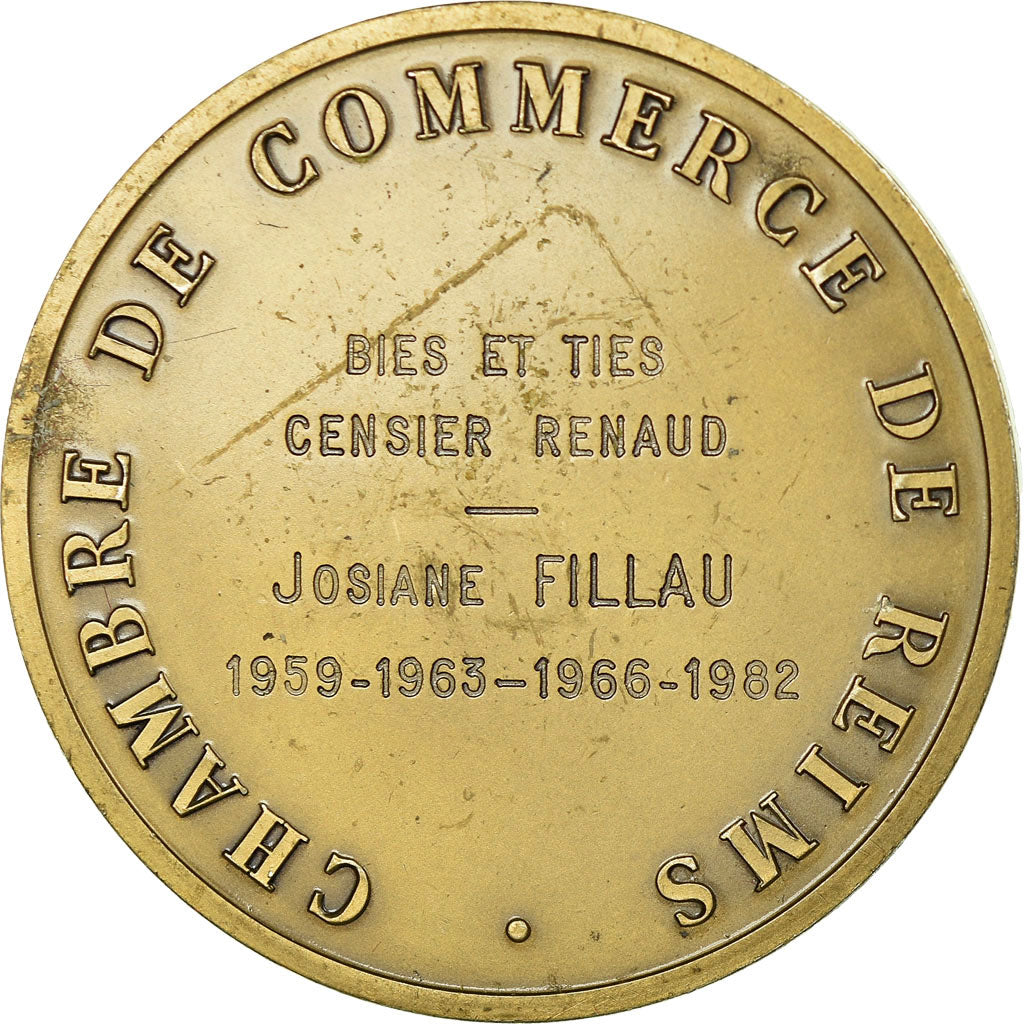 CHAMBRE DE COMMERCE DE REIMS
BIES ET TIES
CENSIER RENAUD
JOSIANE FILLAU
1959-1963-1966-1982